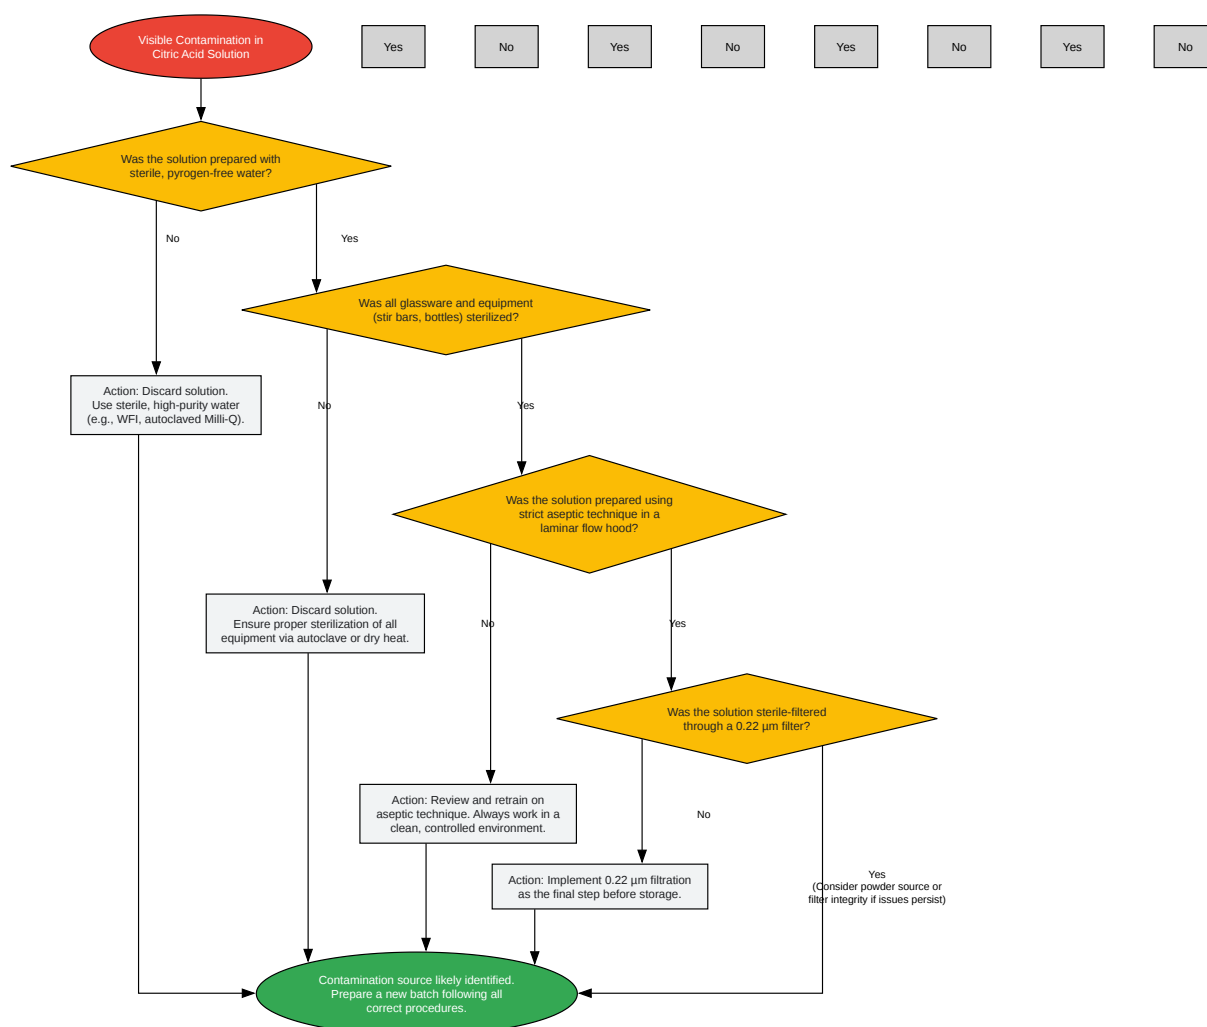 Visible Contamination in
Citric Acid Solution
Yes
No
Yes
No
Yes
No
Yes
No
Was the solution prepared with
sterile, pyrogen-free water?
No
Yes
Was all glassware and equipment
(stir bars, bottles) sterilized?
Action: Discard solution.
Use sterile, high-purity water
(e.g., WFI, autoclaved Milli-Q).
No
Yes
Was the solution prepared using
strict aseptic technique in a
laminar flow hood?
Action: Discard solution.
Ensure proper sterilization of all
equipment via autoclave or dry heat.
No
Yes
Was the solution sterile-filtered
through a 0.22 µm filter?
Action: Review and retrain on
aseptic technique. Always work in a
clean, controlled environment.
No
Action: Implement 0.22 µm filtration
as the final step before storage.
Yes
(Consider powder source or
filter integrity if issues persist)
Contamination source likely identified.
Prepare a new batch following all
correct procedures.